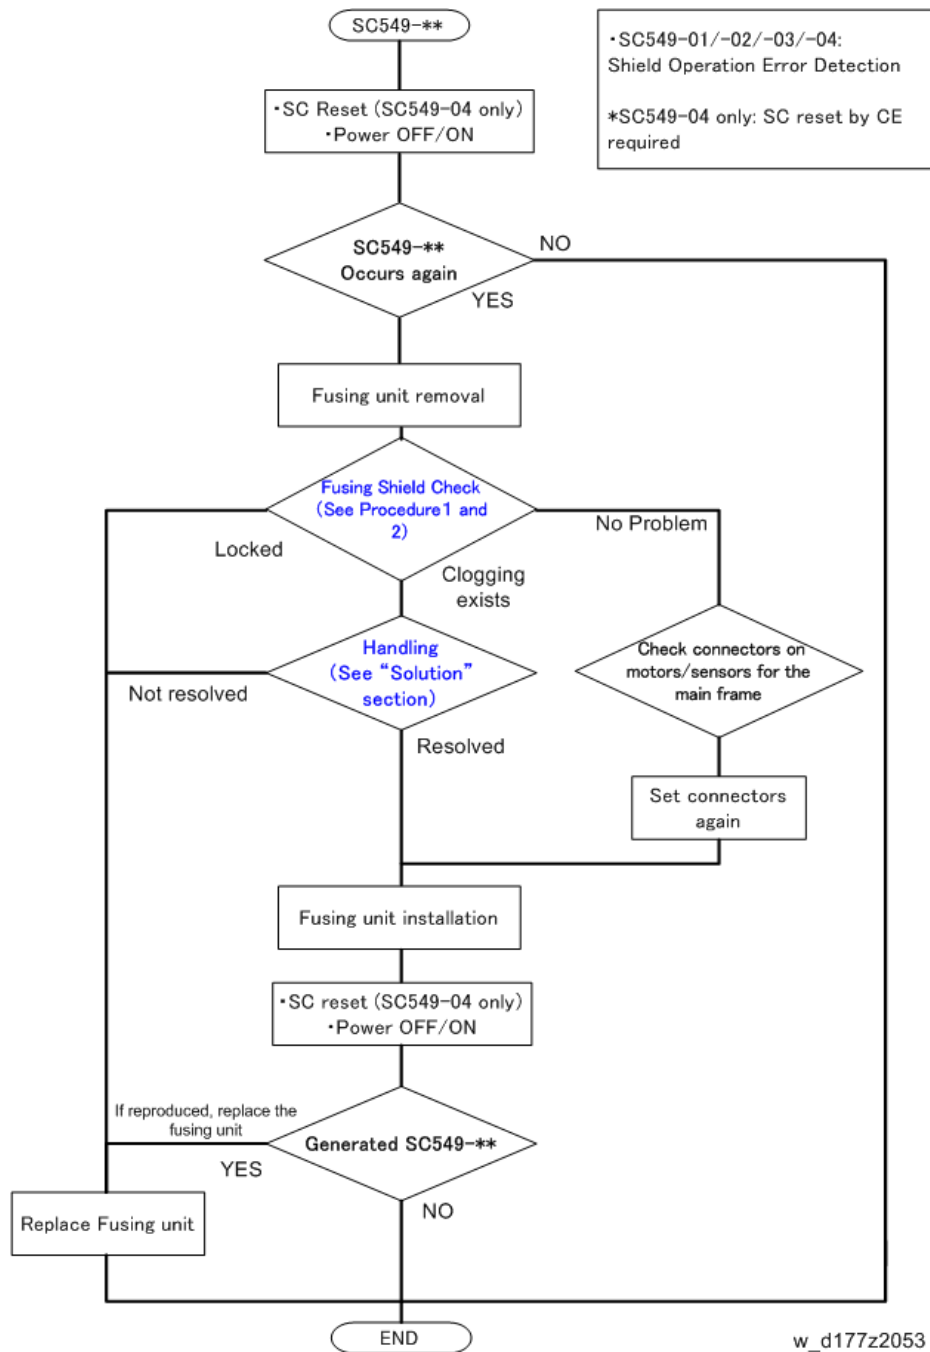 SC549-**
・SC549-01/-02/-03/-04:
Shield Operation Error Detection
*SC549-04 only: SC reset by CE
required
・SC Reset (SC549-04 only)
・Power OFF/ON
SC549-**
Occurs again
NO
YES
Fusing unit removal
Fusing Shield Check
(See Procedure1 and
2)
Locked
No Problem
Clogging
exists
Handling
(See “Solution”
section)
Not resolved
Resolved
Check connectors on
motors/sensors for the
main frame
Set connectors
again
Fusing unit installation
・SC reset (SC549-04 only)
・Power OFF/ON
If reproduced, replace the
fusing unit
Generated SC549-**
YES
NO
Replace Fusing unit
END
w_d177z2053